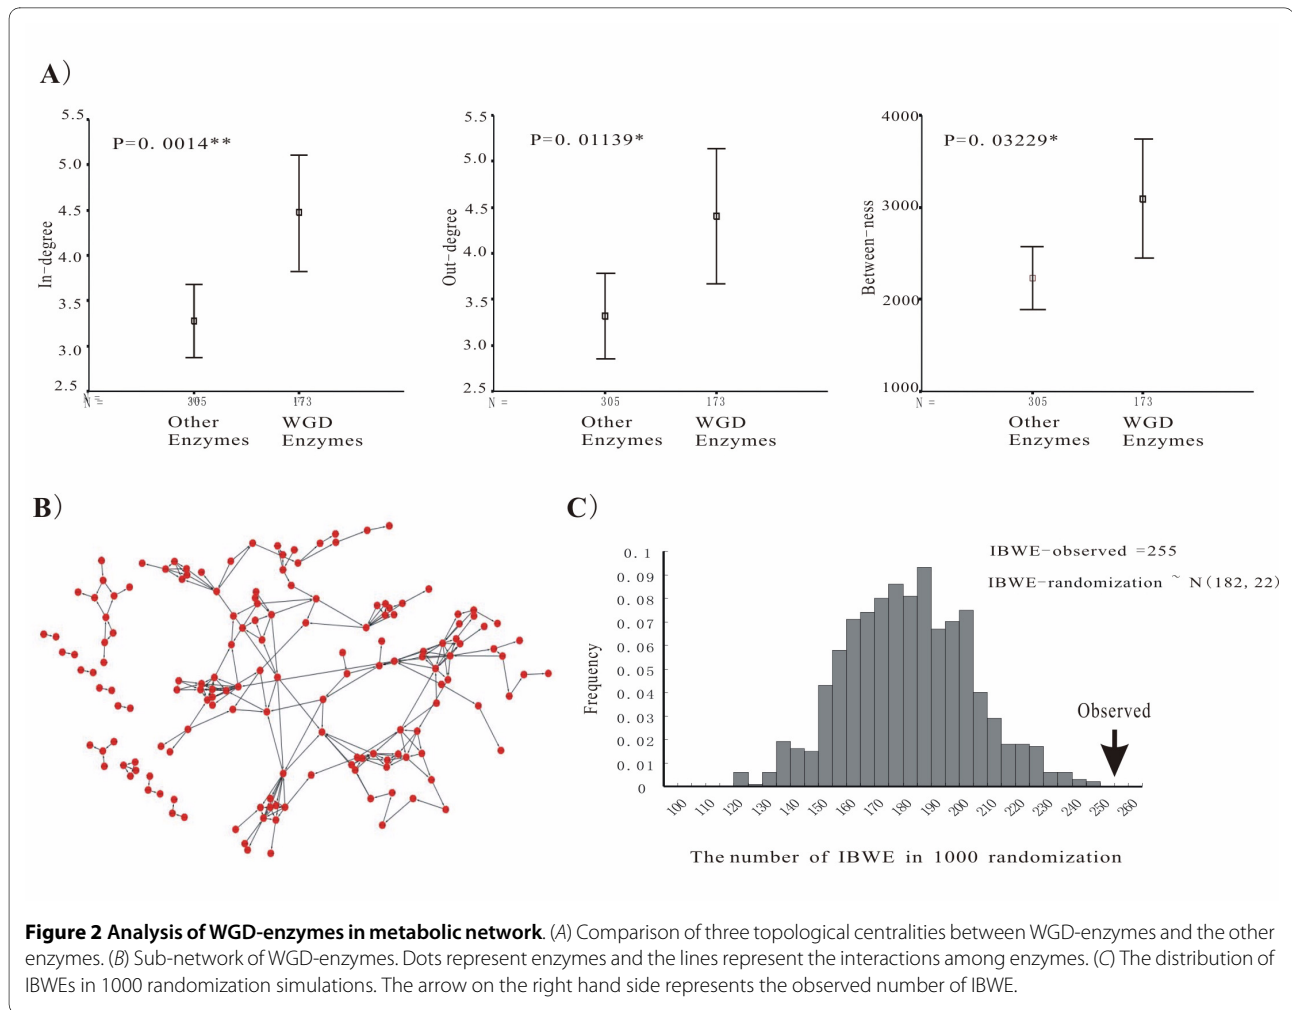 A)
5.5
5.0
4.5
4.0
3.5
3.0
2.5
In-degree
P=0. 0014**
N = 305 173
Other Enzymes
WGD Enzymes
5.5
5.0
4.5
4.0
3.5
3.0
2.5
Out-degree
P=0. 01139*
N = 305 173
Other Enzymes
WGD Enzymes
4000
3000
2000
1000
Between-ness
P=0. 03229*
N = 305 173
Other Enzymes
WGD Enzymes
B)
C)
0. 1
0. 09
0. 08
0. 07
0. 06
0. 05
0. 04
0. 03
0. 02
0. 01
0
Frequency
IBWE-observed =255
IBWE-randomization ~ N(182, 22)
Observed
100 110 120 130 140 150 160 170 180 190 200 210 220 230 240 250 260
The number of IBWE in 1000 randomization
Figure 2 Analysis of WGD-enzymes in metabolic network. (A) Comparison of three topological centralities between WGD-enzymes and the other
enzymes. (B) Sub-network of WGD-enzymes. Dots represent enzymes and the lines represent the interactions among enzymes. (C) The distribution of
IBWEs in 1000 randomization simulations. The arrow on the right hand side represents the observed number of IBWE.